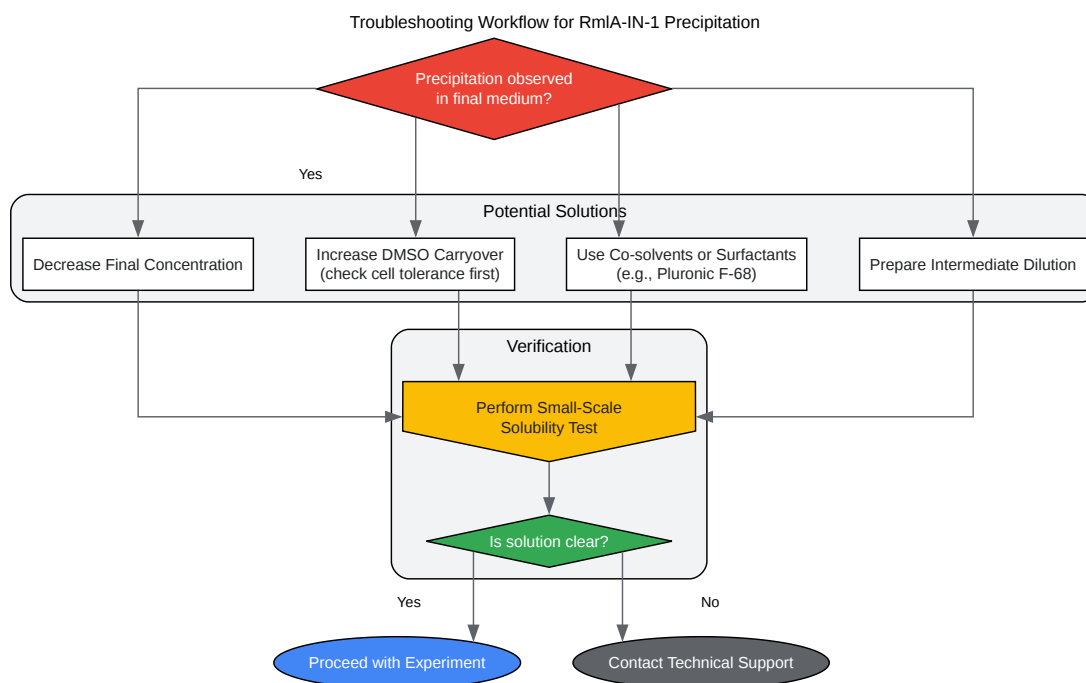 Troubleshooting Workflow for RmlA-IN-1 Precipitation
Precipitation observed
in final medium?
Yes
Potential Solutions
Decrease Final Concentration
Increase DMSO Carryover
(check cell tolerance first)
Use Co-solvents or Surfactants
(e.g., Pluronic F-68)
Prepare Intermediate Dilution
Verification
Perform Small-Scale
Solubility Test
Is solution clear?
Yes
No
Proceed with Experiment
Contact Technical Support